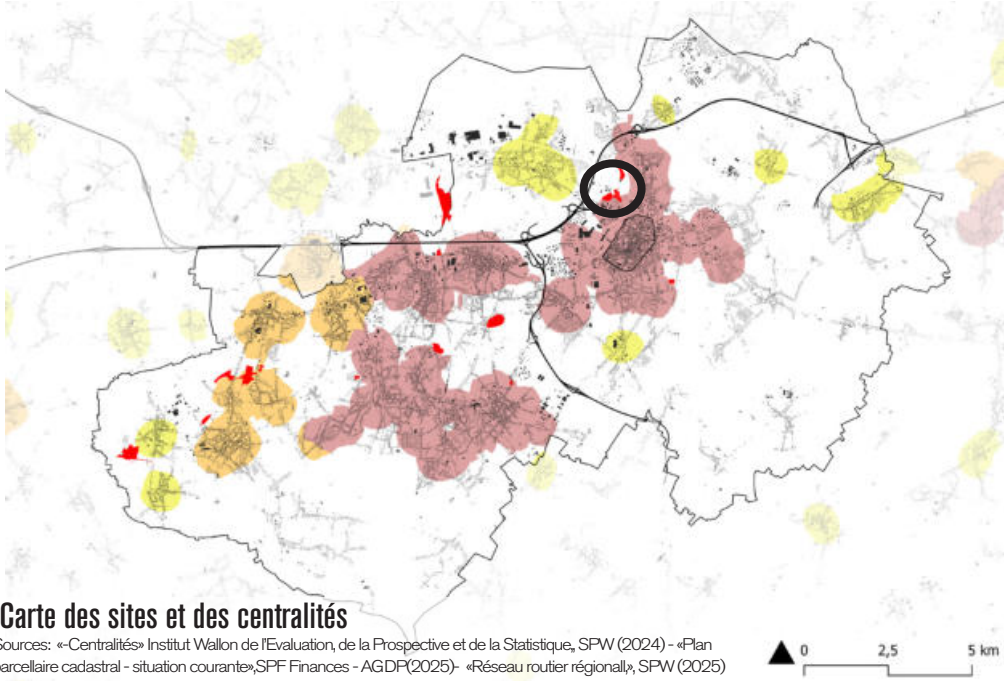 Carte des sites et des centralités
Sources: «-Centralités» Institut Wallon de l'Evaluation, de la Prospective et de la Statistique,, SPW (2024) - «Plan
parcellaire cadastral - situation courante»,SPF Finances - AGDP(2025)- «Réseau routier régional», SPW (2025)
0 2,5 5 km